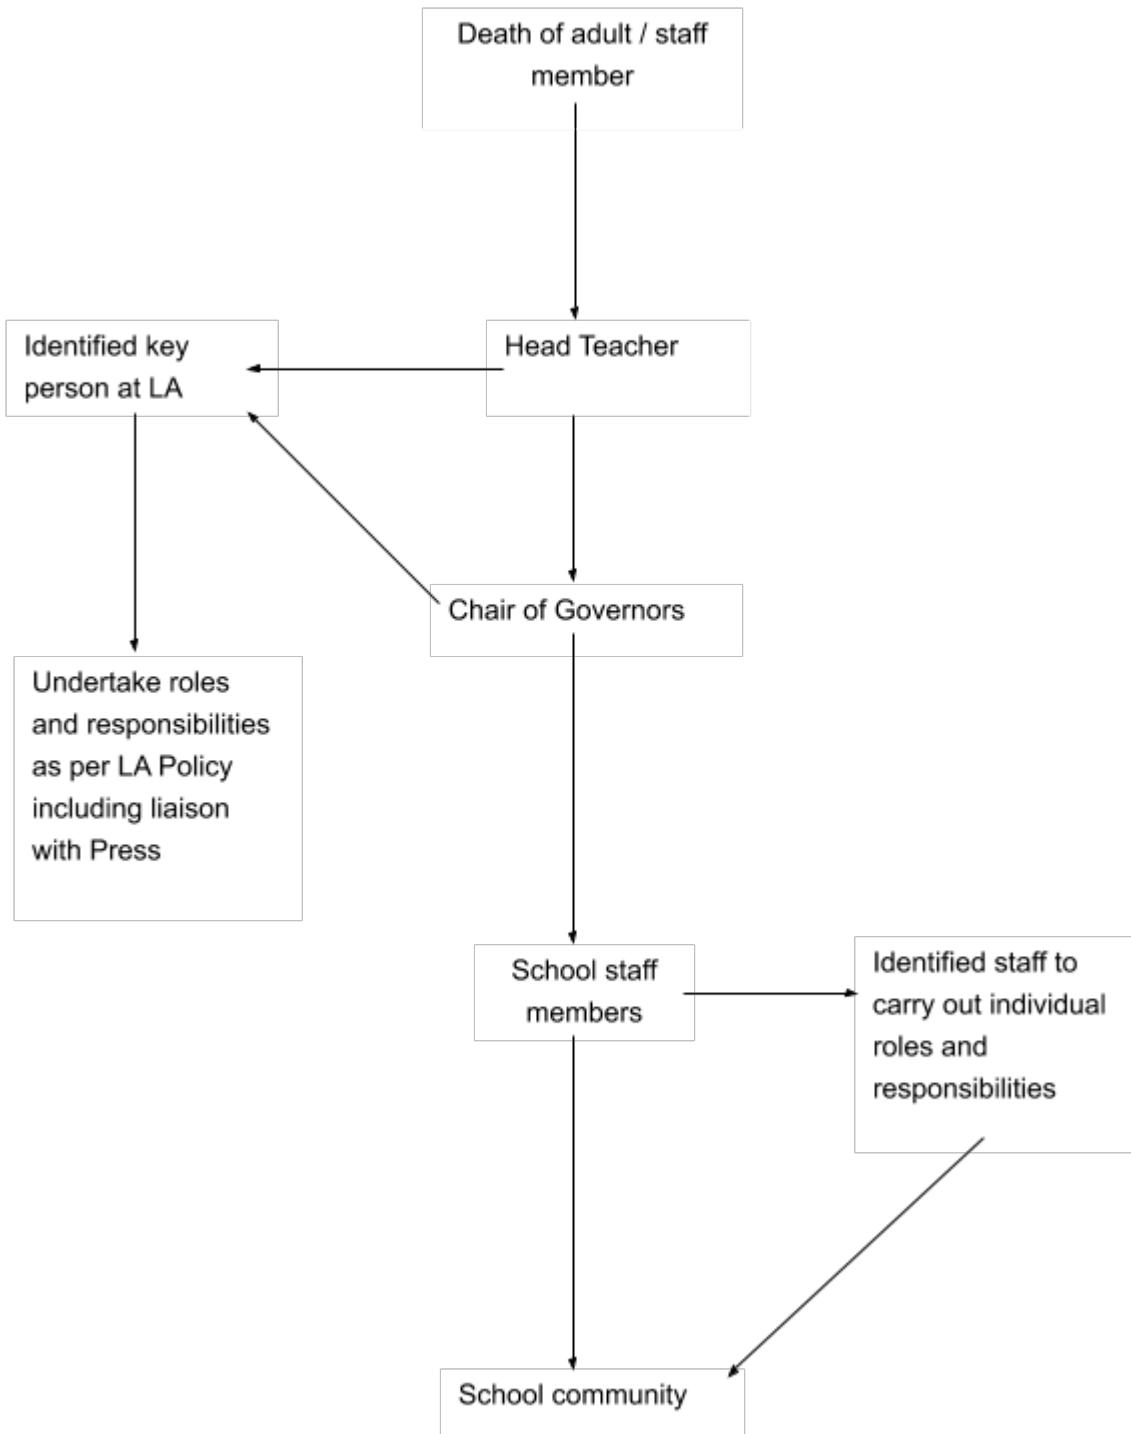 Death of adult / staff
member
Identified key
person at LA
Head Teacher
Chair of Governors
Undertake roles
and responsibilities
as per LA Policy
including liaison
with Press
School staff
members
Identified staff to
carry out individual
roles and
responsibilities
School community